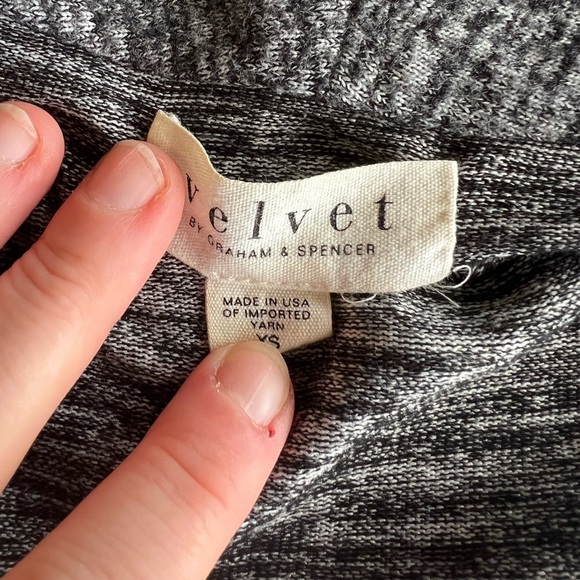 velvet
BY GRAHAM & SPENCER
MADE IN USA
OF IMPORTED
YARN
XS